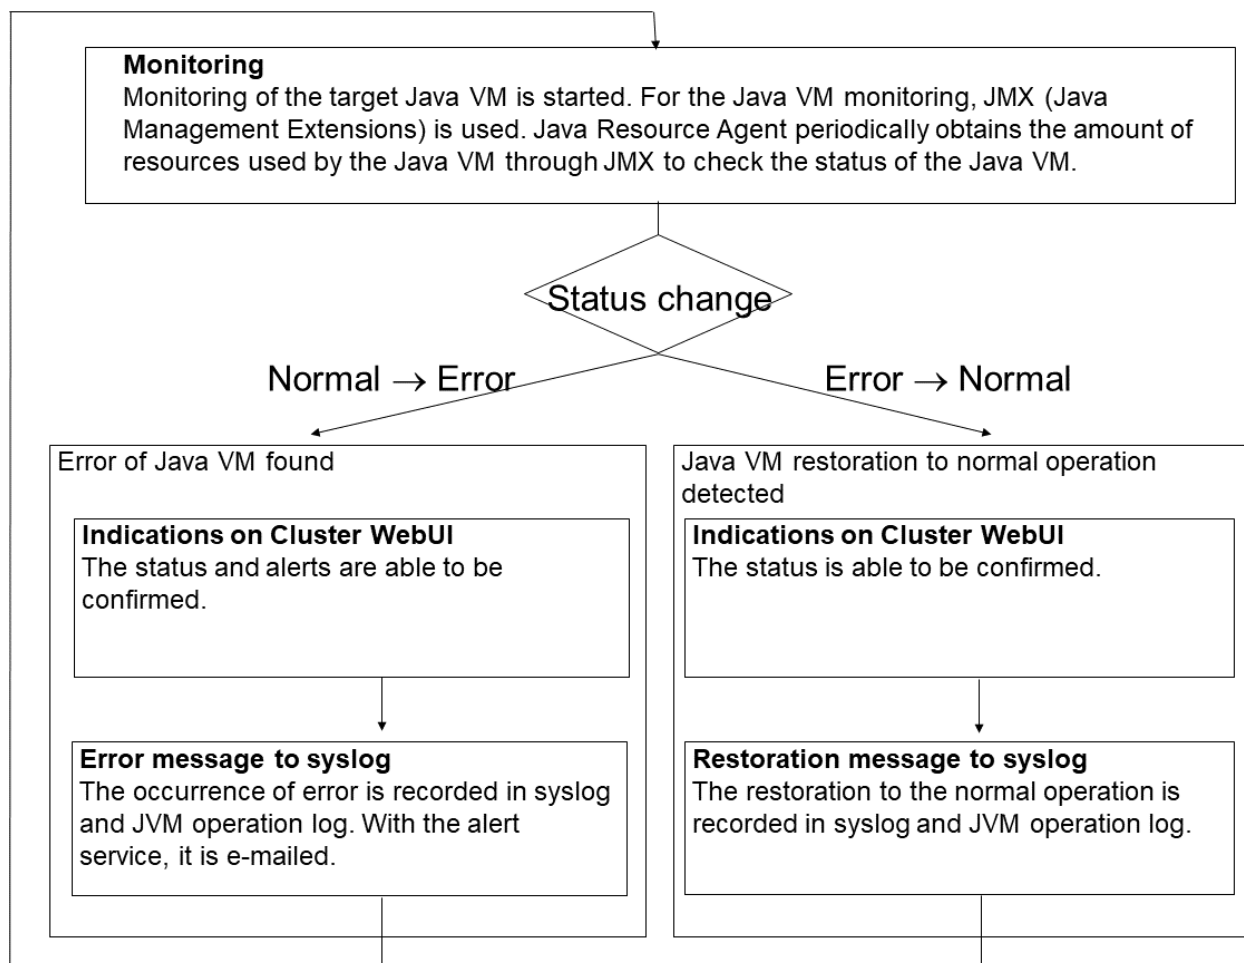 Monitoring
Monitoring of the target Java VM is started. For the Java VM monitoring, JMX (Java
Management Extensions) is used. Java Resource Agent periodically obtains the amount of
resources used by the Java VM through JMX to check the status of the Java VM.
Status change
Normal → Error
Error → Normal
Error of Java VM found
Indications on Cluster WebUI
The status and alerts are able to be
confirmed.
Error message to syslog
The occurrence of error is recorded in syslog
and JVM operation log. With the alert
service, it is e-mailed.
Java VM restoration to normal operation
detected
Indications on Cluster WebUI
The status is able to be confirmed.
Restoration message to syslog
The restoration to the normal operation is
recorded in syslog and JVM operation log.